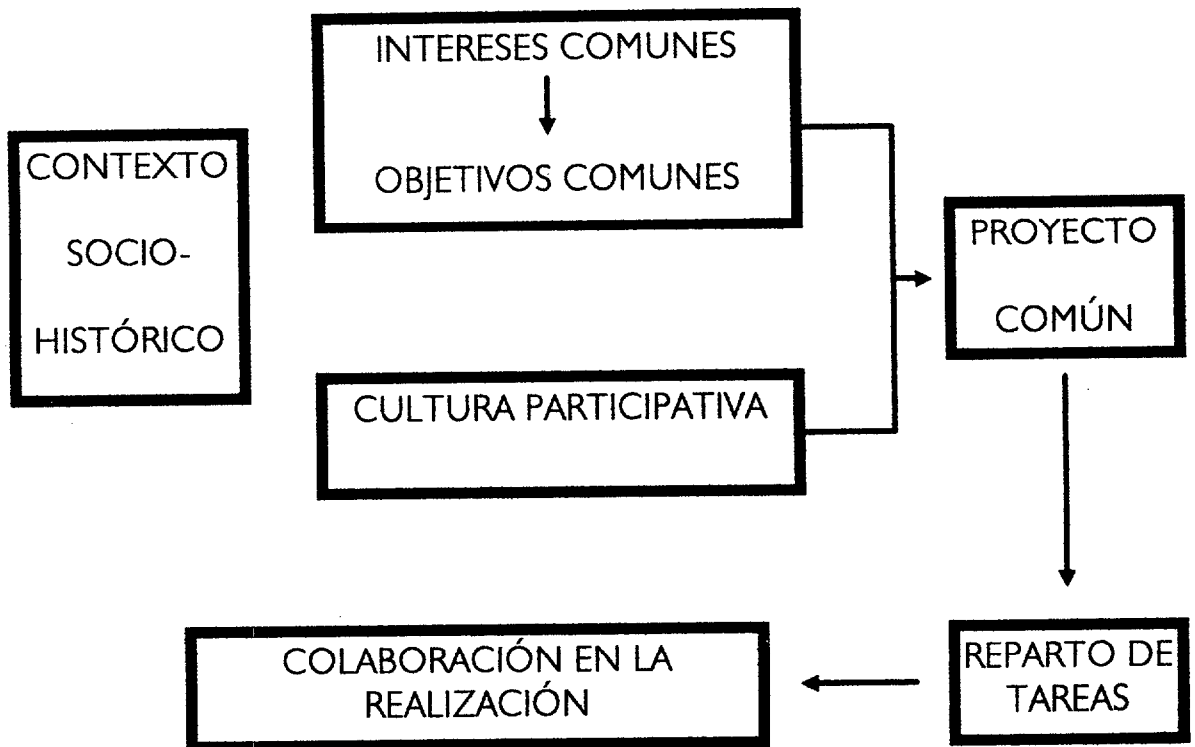 INTERESES COMUNES
OBJETIVOS COMUNES
CONTEXTO
SOCIO-
HISTÓRICO
CULTURA PARTICIPATIVA
PROYECTO
COMÚN
REPARTO DE
TAREAS
COLABORACIÓN EN LA
REALIZACIÓN